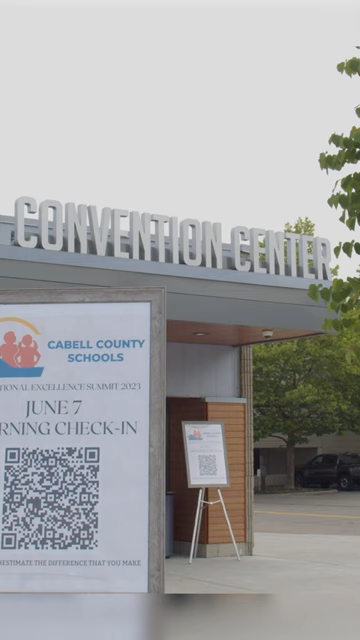 CONVENTION CENTER
CABELL COUNTY
SCHOOLS
TIONAL EXCELLENCE SUMMIT 2023
JUNE 7
RNING CHECK-IN
ESTIMATE THE DIFFERENCE THAT YOU MAKE